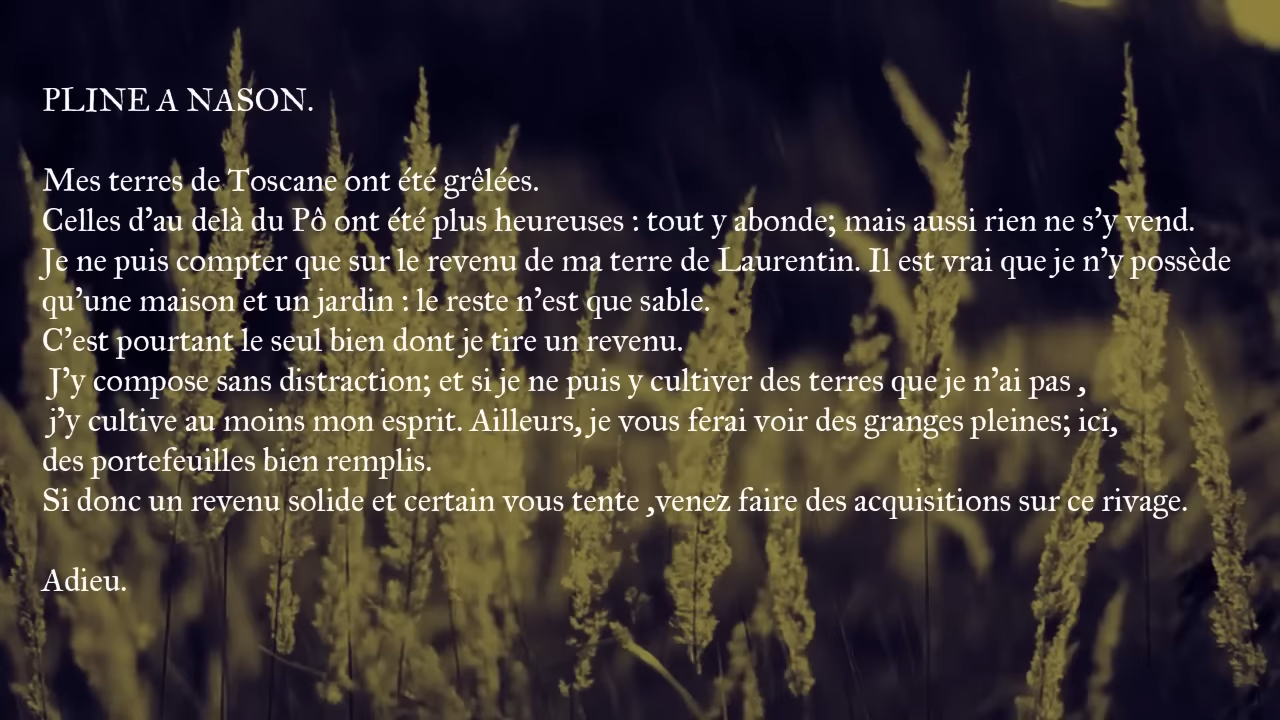 PLINE A NASON.
Mes terres de Toscane ont été grêlées.
Celles d'au delà du Pô ont été plus heureuses : tout y abonde; mais aussi rien ne s'y vend.
Je ne puis compter que sur le revenu de ma terre de Laurentin. Il est vrai que je n'y possède
qu'une maison et un jardin : le reste n'est que sable.
C'est pourtant le seul bien dont je tire un revenu.
J'y compose sans distraction; et si je ne puis y cultiver des terres que je n'ai pas ,
j'y cultive au moins mon esprit. Ailleurs, je vous ferai voir des granges pleines; ici,
des portefeuilles bien remplis.
Si donc un revenu solide et certain vous tente ,venez faire des acquisitions sur ce rivage.
Adieu.